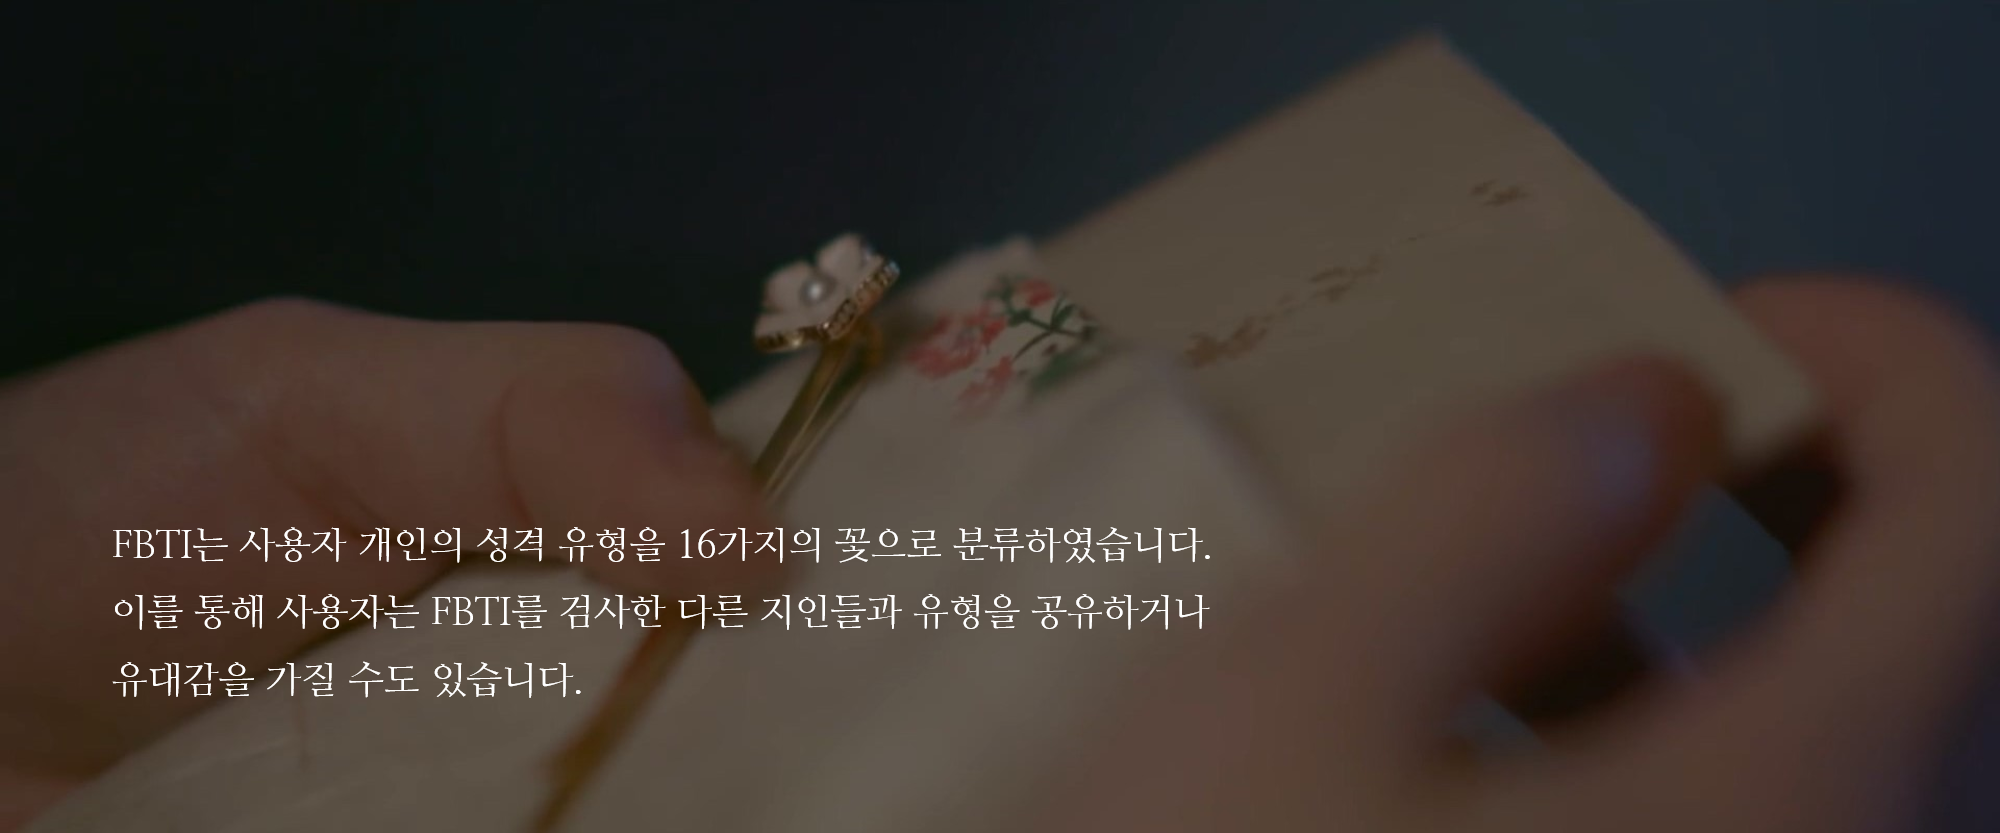 FBTI는 사용자 개인의 성격 유형을 16가지의 꽃으로 분류하였습니다.
이를 통해 사용자는 FBTI를 검사한 다른 지인들과 유형을 공유하거나
유대감을 가질 수도 있습니다.